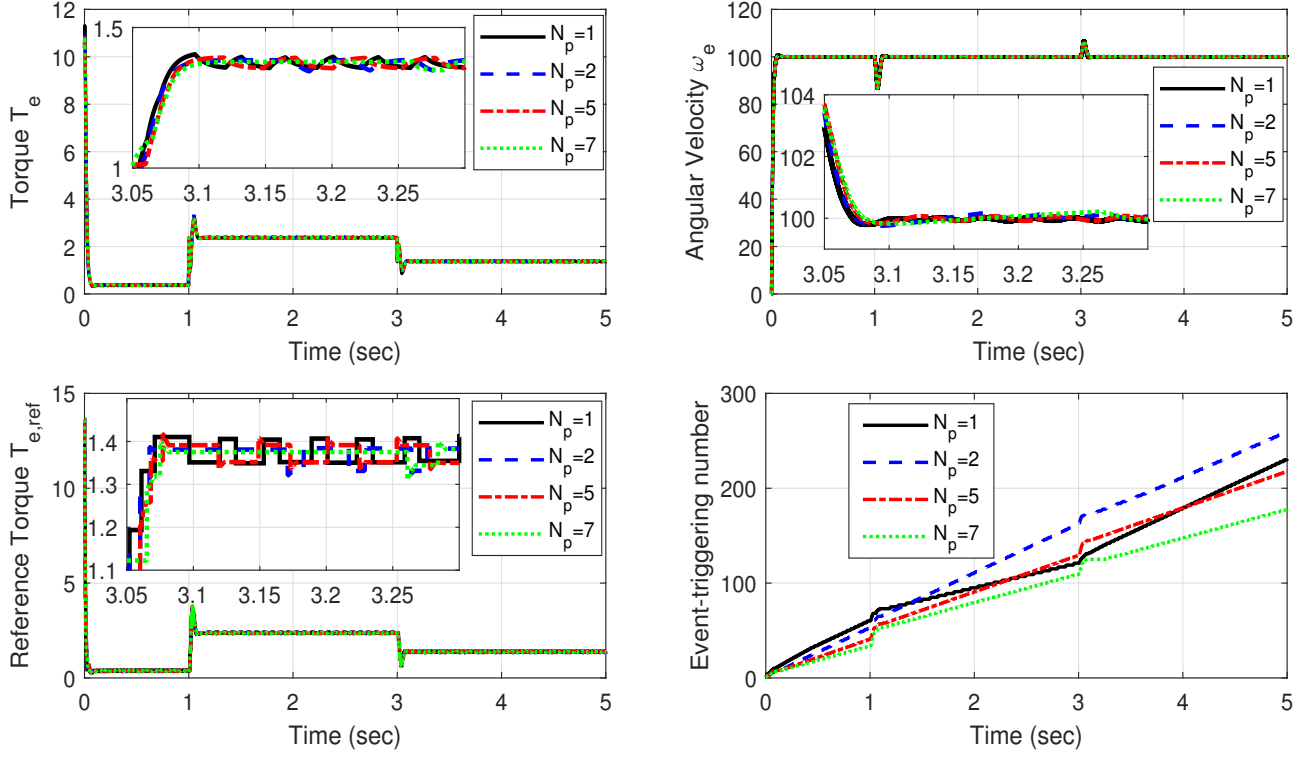 Torque T_e
12
10
8
6
4
2
0
0 1 2 3 4 5
Time (sec)
1.5
1
3.05 3.1 3.15 3.2 3.25
N_p=1
N_p=2
N_p=5
N_p=7
Angular Velocity ω_e
120
100
80
60
40
20
0
0 1 2 3 4 5
Time (sec)
104
102
100
3.05 3.1 3.15 3.2 3.25
N_p=1
N_p=2
N_p=5
N_p=7
Reference Torque T_e,ref
15
10
5
0
0 1 2 3 4 5
Time (sec)
1.4
1.3
1.2
1.1
3.05 3.1 3.15 3.2 3.25
N_p=1
N_p=2
N_p=5
N_p=7
Event-triggering number
300
200
100
0
0 1 2 3 4 5
Time (sec)
N_p=1
N_p=2
N_p=5
N_p=7